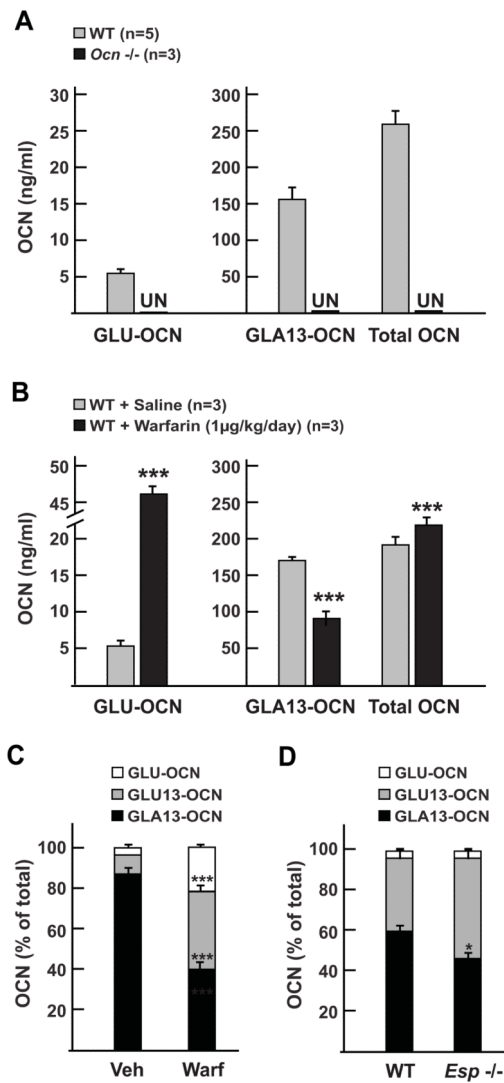 A
WT (n=5)
Ocn -/- (n=3)
OCN (ng/ml)
30
25
20
15
10
5
300
250
200
150
100
50
UN
UN
UN
GLU-OCN
GLA13-OCN
Total OCN
B
WT + Saline (n=3)
WT + Warfarin (1µg/kg/day) (n=3)
OCN (ng/ml)
50
45
20
15
10
5
300
250
200
150
100
50
***
***
***
GLU-OCN
GLA13-OCN
Total OCN
C
GLU-OCN
GLU13-OCN
GLA13-OCN
OCN (% of total)
100
80
60
40
20
***
***
***
Veh
Warf
D
GLU-OCN
GLU13-OCN
GLA13-OCN
OCN (% of total)
100
80
60
40
20
*
WT
Esp -/-